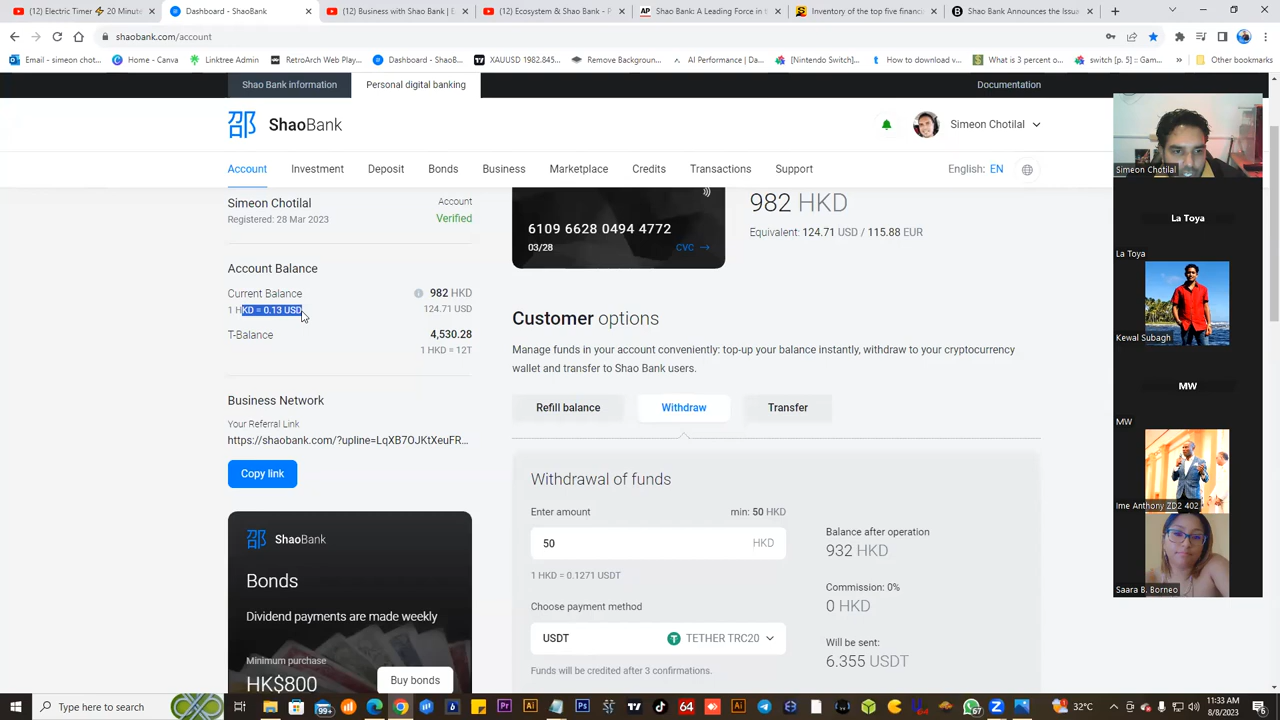 (12) Electric Timer ⚡ 20 Minute
Dashboard - ShaoBank
(12) Business with Shao Bank | E
(12) Ecosystem & Shao Bank - P
AP Shao Bank: A Leading Force in t
Inventory of the top five financia
Shao Bank Announces the Issua
shaobank.com/account
Email - simeon chot...
Home - Canva
Linktree Admin
RetroArch Web Play...
Dashboard - ShaoB...
XAUUSD 1982.845...
Remove Backgroun...
AI Performance | Da...
[Nintendo Switch]...
How to download v...
What is 3 percent o...
switch [p. 5] :: Gam...
Other bookmarks
Shao Bank information
Personal digital banking
Documentation
邵 ShaoBank
Simeon Chotilal
Account
Investment
Deposit
Bonds
Business
Marketplace
Credits
Transactions
Support
English: EN
Simeon Chotilal
Account
Registered: 28 Mar 2023
Verified
Account Balance
Current Balance
982 HKD
1 HKD = 0.13 USD
124.71 USD
T-Balance
4,530.28
1 HKD = 12T
Business Network
Your Referral Link
https://shaobank.com/?upline=LqXB7OJKtXeuFR...
Copy link
邵 ShaoBank
Bonds
Dividend payments are made weekly
Minimum purchase
HK$800
Buy bonds
6109 6628 0494 4772
03/28
CVC →
982 HKD
Equivalent: 124.71 USD / 115.88 EUR
Customer options
Manage funds in your account conveniently: top-up your balance instantly, withdraw to your cryptocurrency
wallet and transfer to Shao Bank users.
Refill balance
Withdraw
Transfer
Withdrawal of funds
Enter amount
min: 50 HKD
50
HKD
1 HKD = 0.1271 USDT
Choose payment method
USDT
TETHER TRC20
Funds will be credited after 3 confirmations.
Balance after operation
932 HKD
Commission: 0%
0 HKD
Will be sent:
6.355 USDT
Simeon Chotilal
La Toya
La Toya
Kewal Subagh
MW
MW
Ime Anthony ZD2 402
Saara B. Borneo
Type here to search
99+
Pr
Ai
Ps
64
Ai
67
32°C
11:33 AM
8/8/2023
6